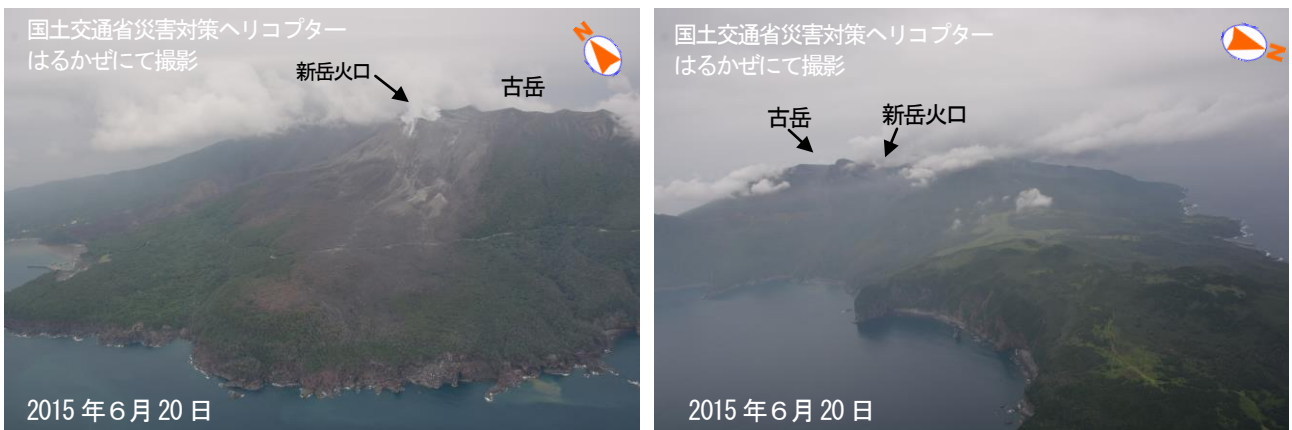 国土交通省災害対策ヘリコプター
はるかぜにて撮影
N
新岳火口
古岳
2015年6月20日
国土交通省災害対策ヘリコプター
はるかぜにて撮影
N
古岳
新岳火口
2015年6月20日